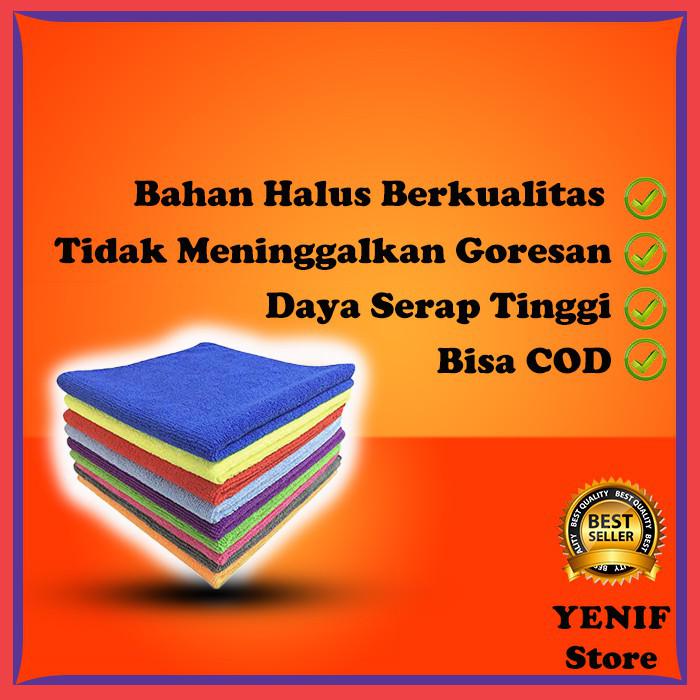 Bahan Halus Berkualitas
Tidak Meninggalkan Goresan
Daya Serap Tinggi
Bisa COD
BEST QUALITY BEST QUALITY
BEST
SELLER
YENIF
Store